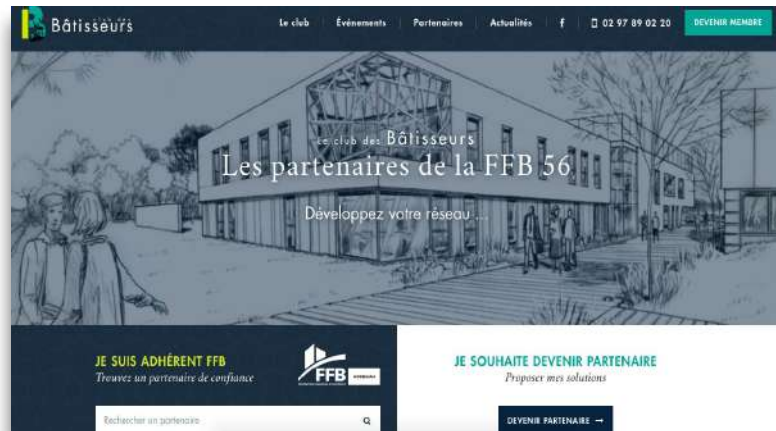 club des
Bâtisseurs
Le club
Événements
Partenaires
Actualités
f
02 97 89 02 20
DEVENIR MEMBRE
Le club des Bâtisseurs
Les partenaires de la FFB 56
Développez votre réseau ...
JE SUIS ADHÉRENT FFB
Trouvez un partenaire de confiance
FFB
Rechercher un partenaire
JE SOUHAITE DEVENIR PARTENAIRE
Proposer mes solutions
DEVENIR PARTENAIRE →